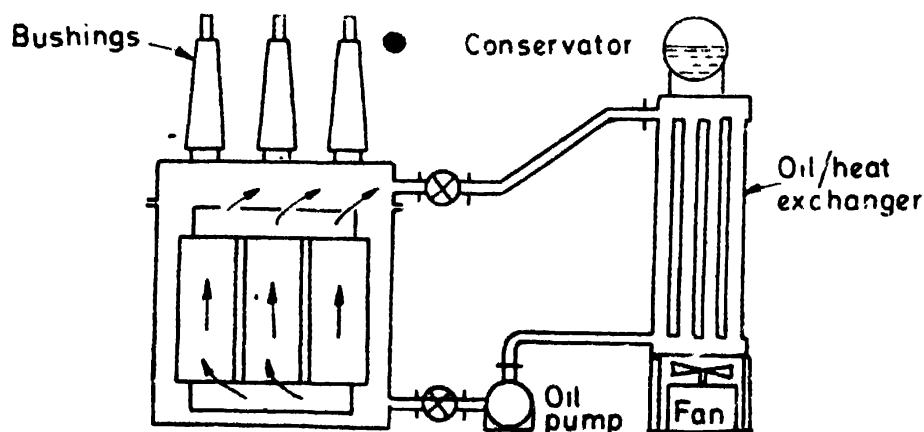 Bushings
Conservator
Oil/heat
exchanger
Oil
pump
Fan